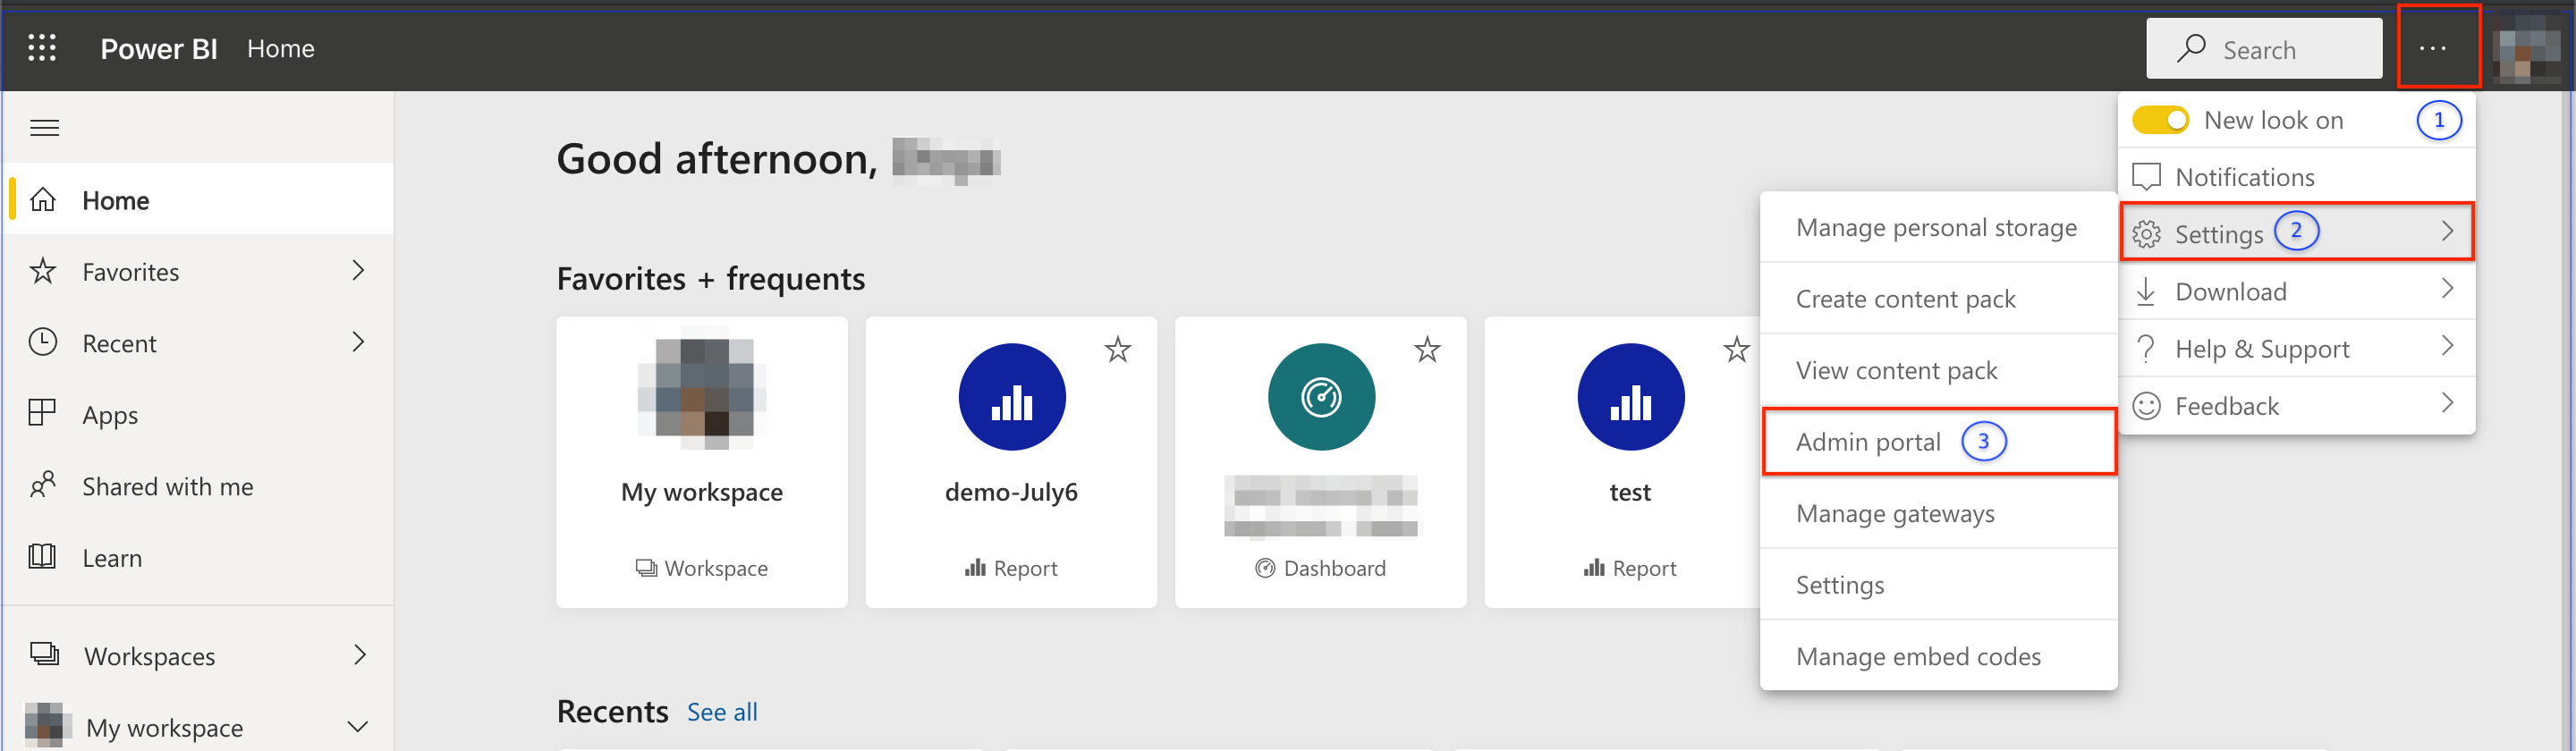 Power BI Home
Search
...
Home
Favorites
Recent
Apps
Shared with me
Learn
Workspaces
My workspace
Good afternoon,
Favorites + frequents
My workspace
Workspace
demo-July6
Report
Dashboard
test
Report
Recents See all
Manage personal storage
Create content pack
View content pack
Admin portal 3
Manage gateways
Settings
Manage embed codes
New look on 1
Notifications
Settings 2
Download
Help & Support
Feedback